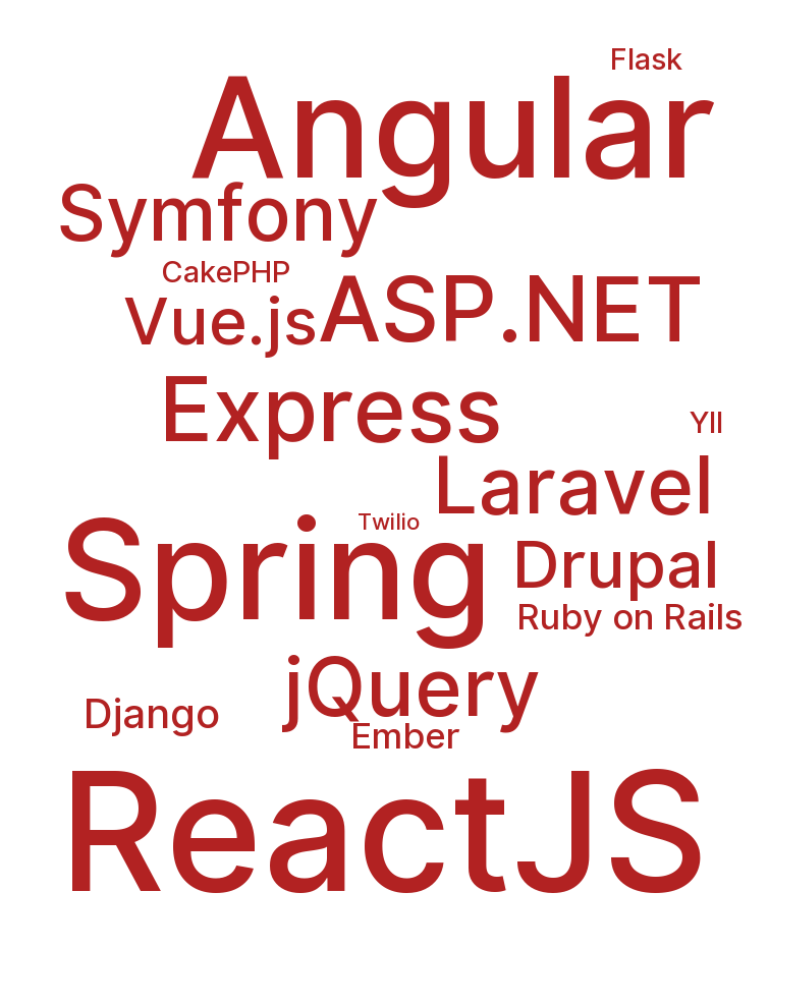 Flask
Angular
Symfony
CakePHP
Vue.js
ASP.NET
Express
YII
Laravel
Twilio
Spring
Drupal
Ruby on Rails
jQuery
Django
Ember
ReactJS